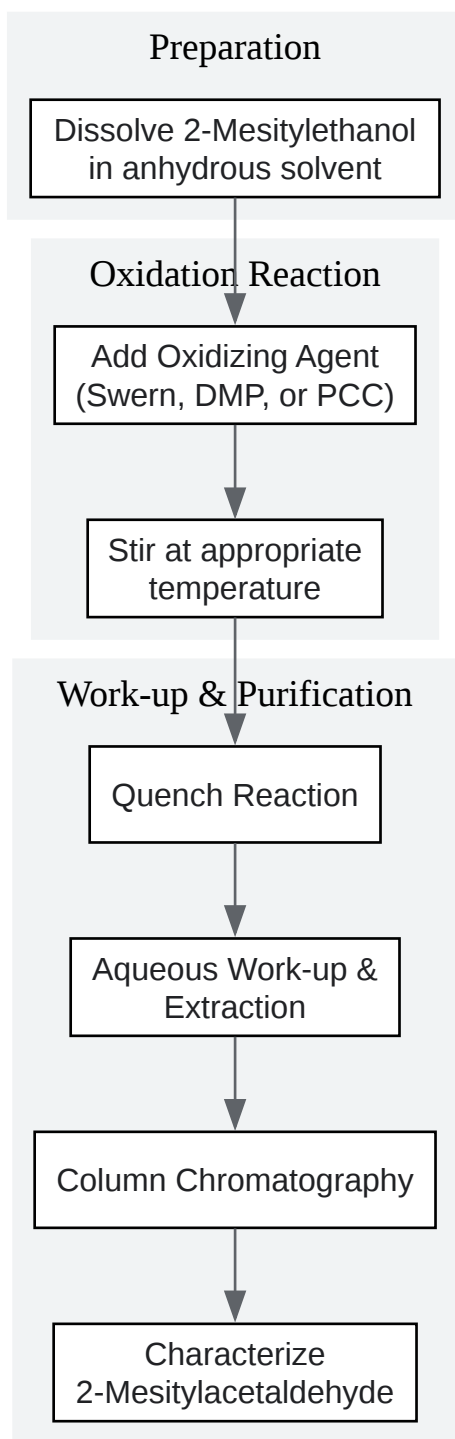 Preparation
Dissolve 2-Mesitylethanol
in anhydrous solvent
Oxidation Reaction
Add Oxidizing Agent
(Swern, DMP, or PCC)
Stir at appropriate
temperature
Work-up & Purification
Quench Reaction
Aqueous Work-up &
Extraction
Column Chromatography
Characterize
2-Mesitylacetaldehyde